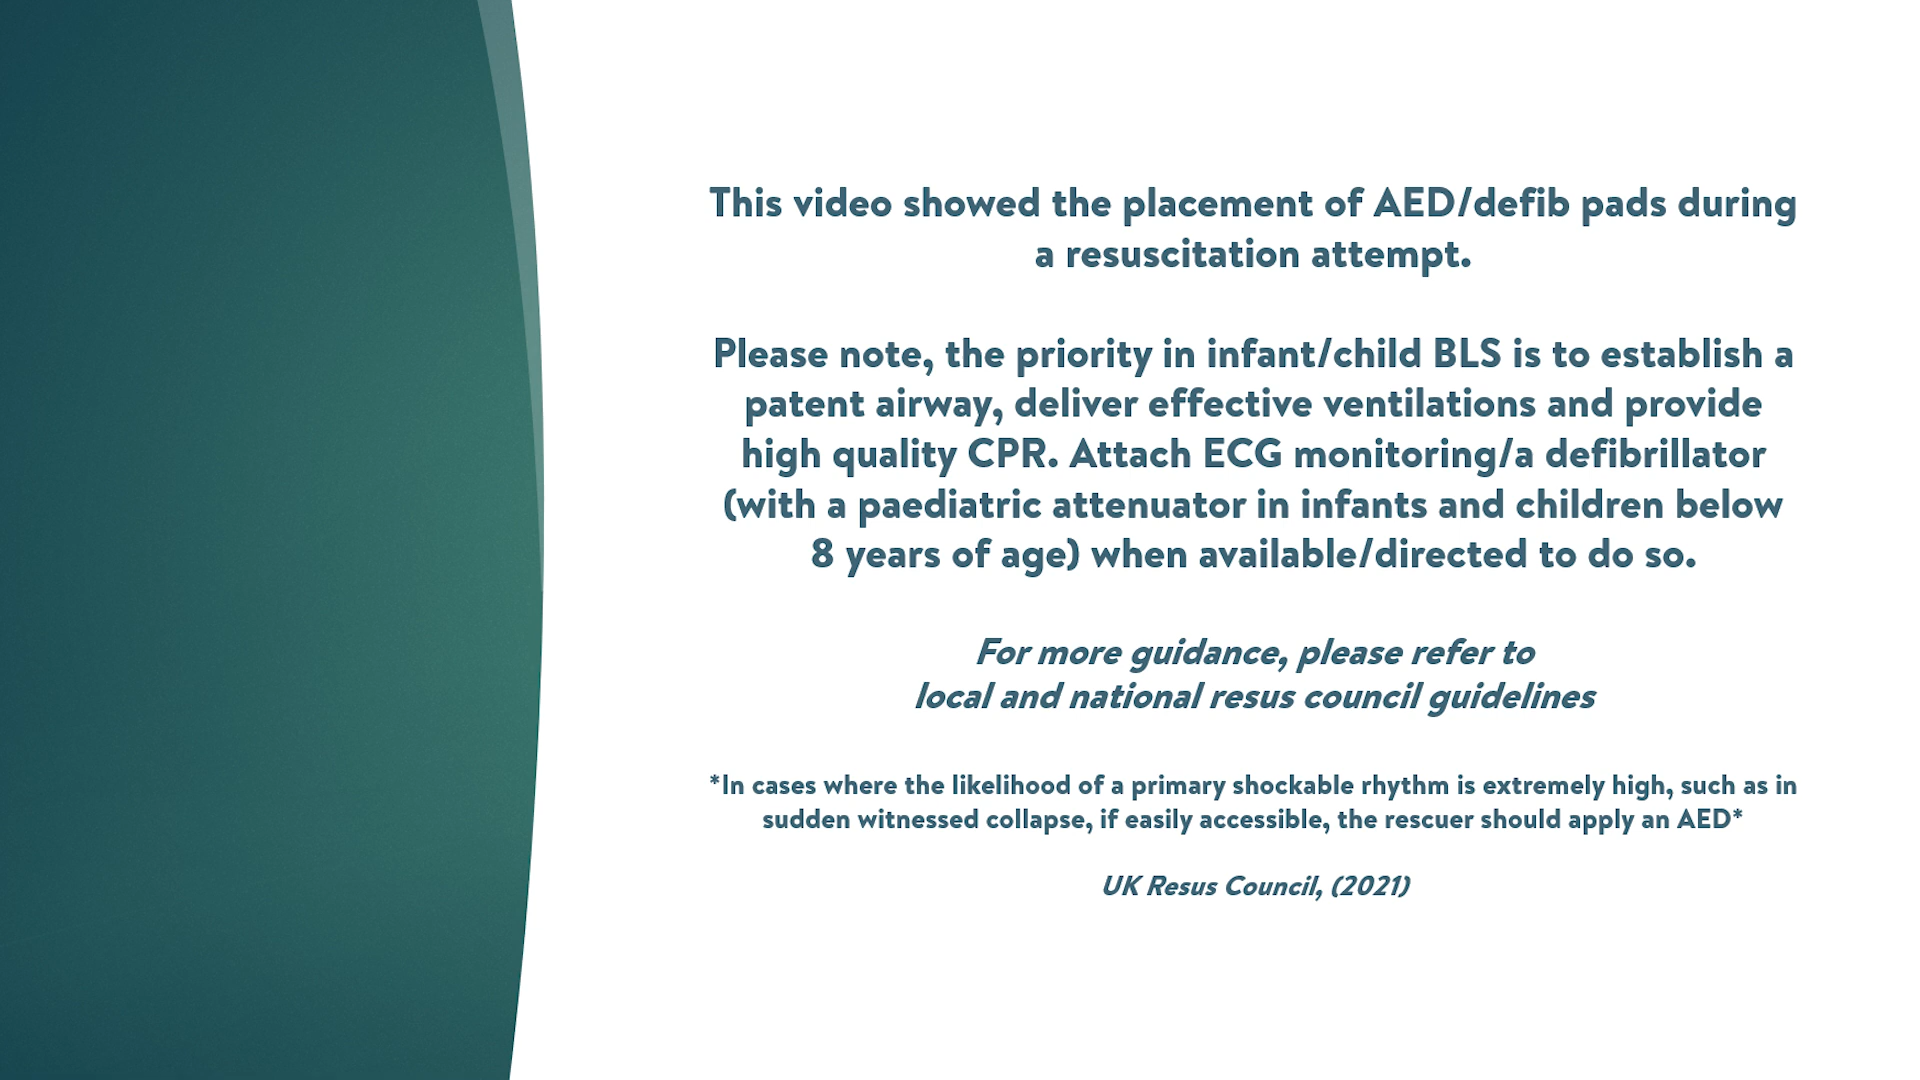 This video showed the placement of AED/defib pads during
a resuscitation attempt.
Please note, the priority in infant/child BLS is to establish a
patent airway, deliver effective ventilations and provide
high quality CPR. Attach ECG monitoring/a defibrillator
(with a paediatric attenuator in infants and children below
8 years of age) when available/directed to do so.
For more guidance, please refer to
local and national resus council guidelines
*In cases where the likelihood of a primary shockable rhythm is extremely high, such as in
sudden witnessed collapse, if easily accessible, the rescuer should apply an AED*
UK Resus Council, (2021)